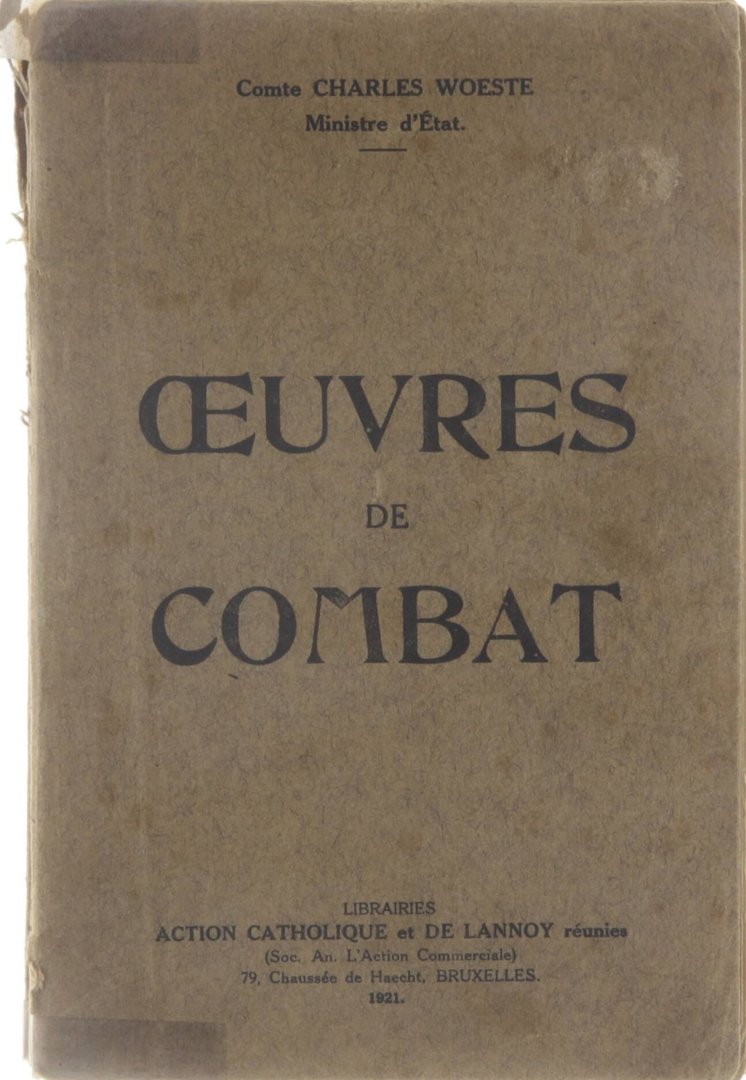 Comte CHARLES WOESTE
Ministre d'État.
ŒUVRES
DE
COMBAT
LIBRAIRIES
ACTION CATHOLIQUE et DE LANNOY réunies
(Soc. An. L'Action Commerciale)
79, Chaussée de Haecht, BRUXELLES.
1921.